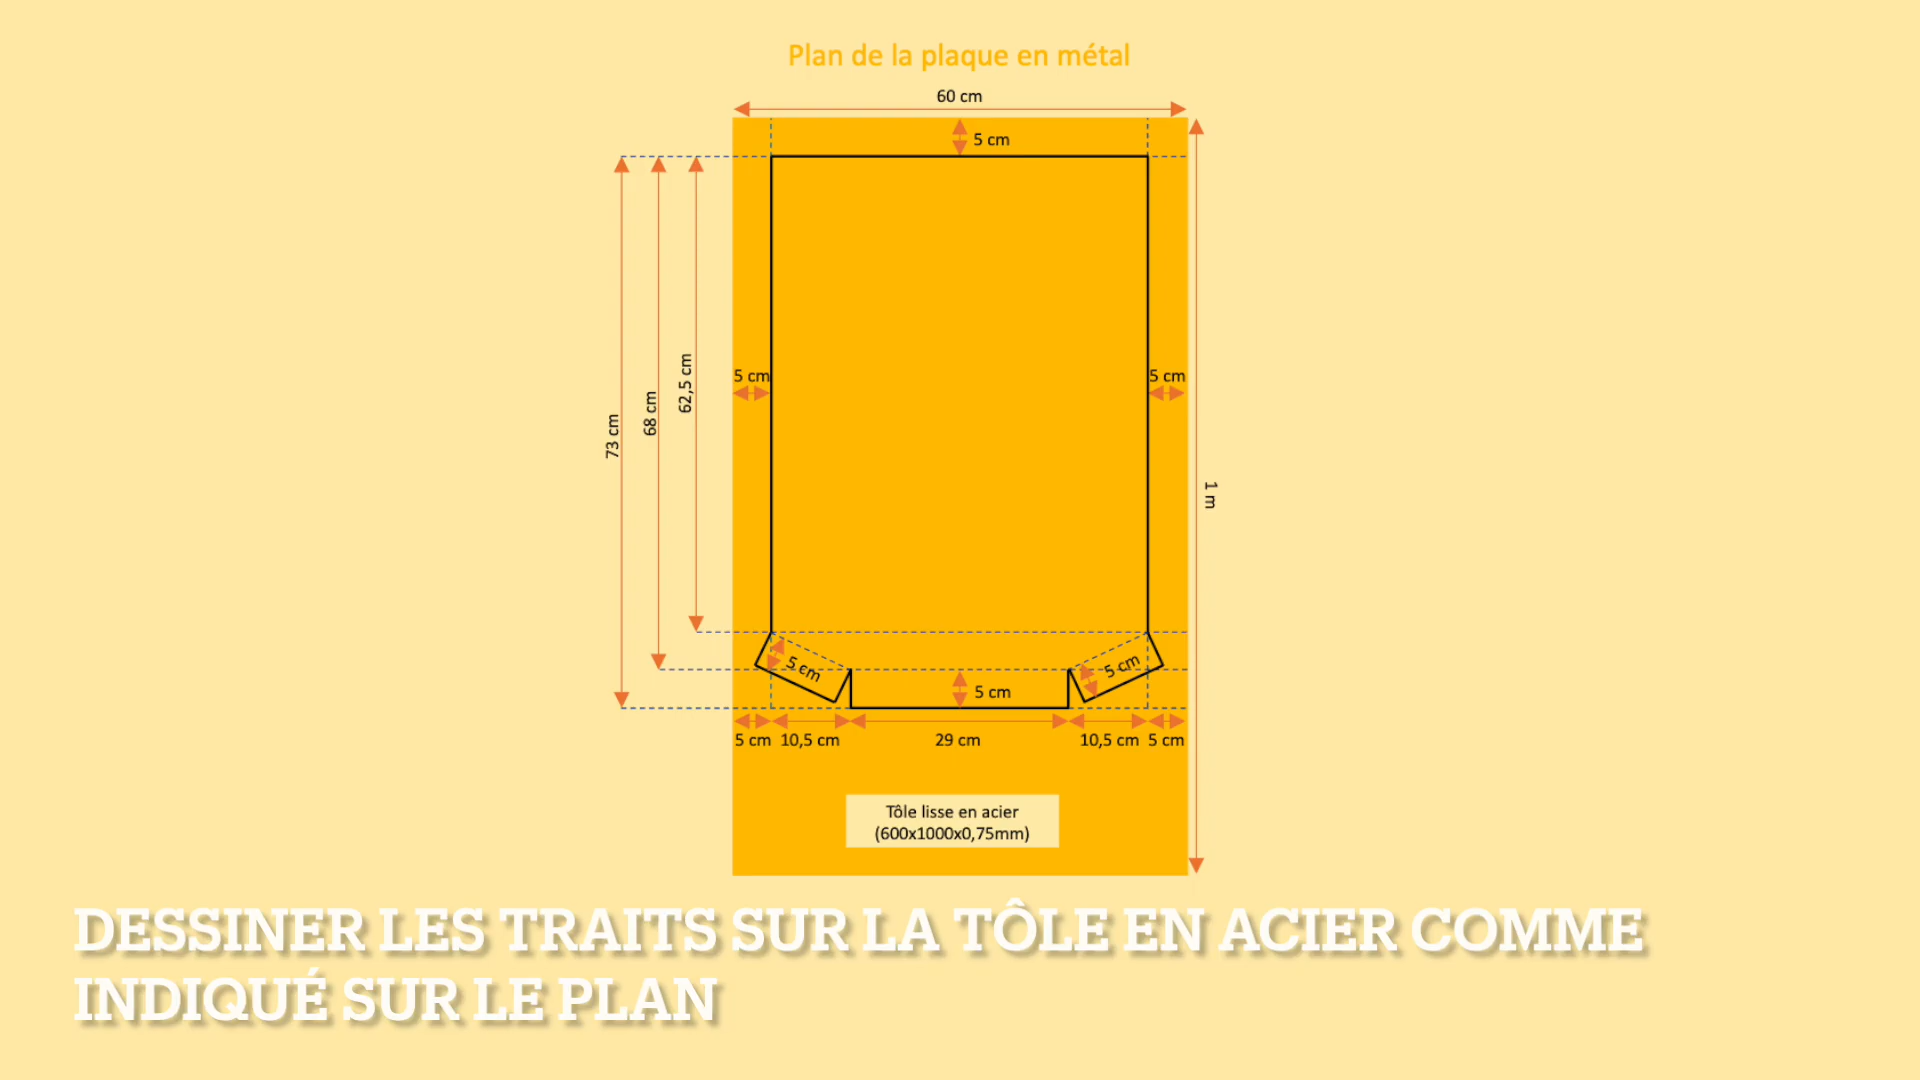 Plan de la plaque en métal
60 cm
5 cm
5 cm
5 cm
62,5 cm
68 cm
73 cm
1 m
5 cm
5 cm
5 cm
5 cm
10,5 cm
29 cm
10,5 cm
5 cm
Tôle lisse en acier
(600x1000x0,75mm)
DESSINER LES TRAITS SUR LA TÔLE EN ACIER COMME
INDIQUÉ SUR LE PLAN